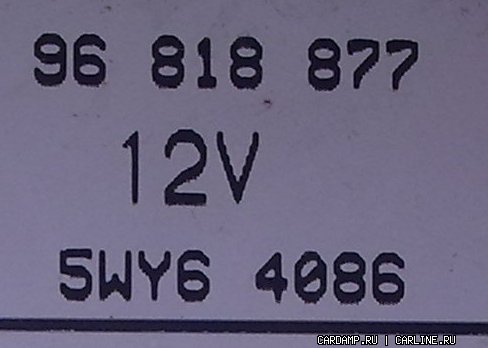 96 818 877
12V
5WY6 4086
CARDAMP.RU | CARLINE.RU